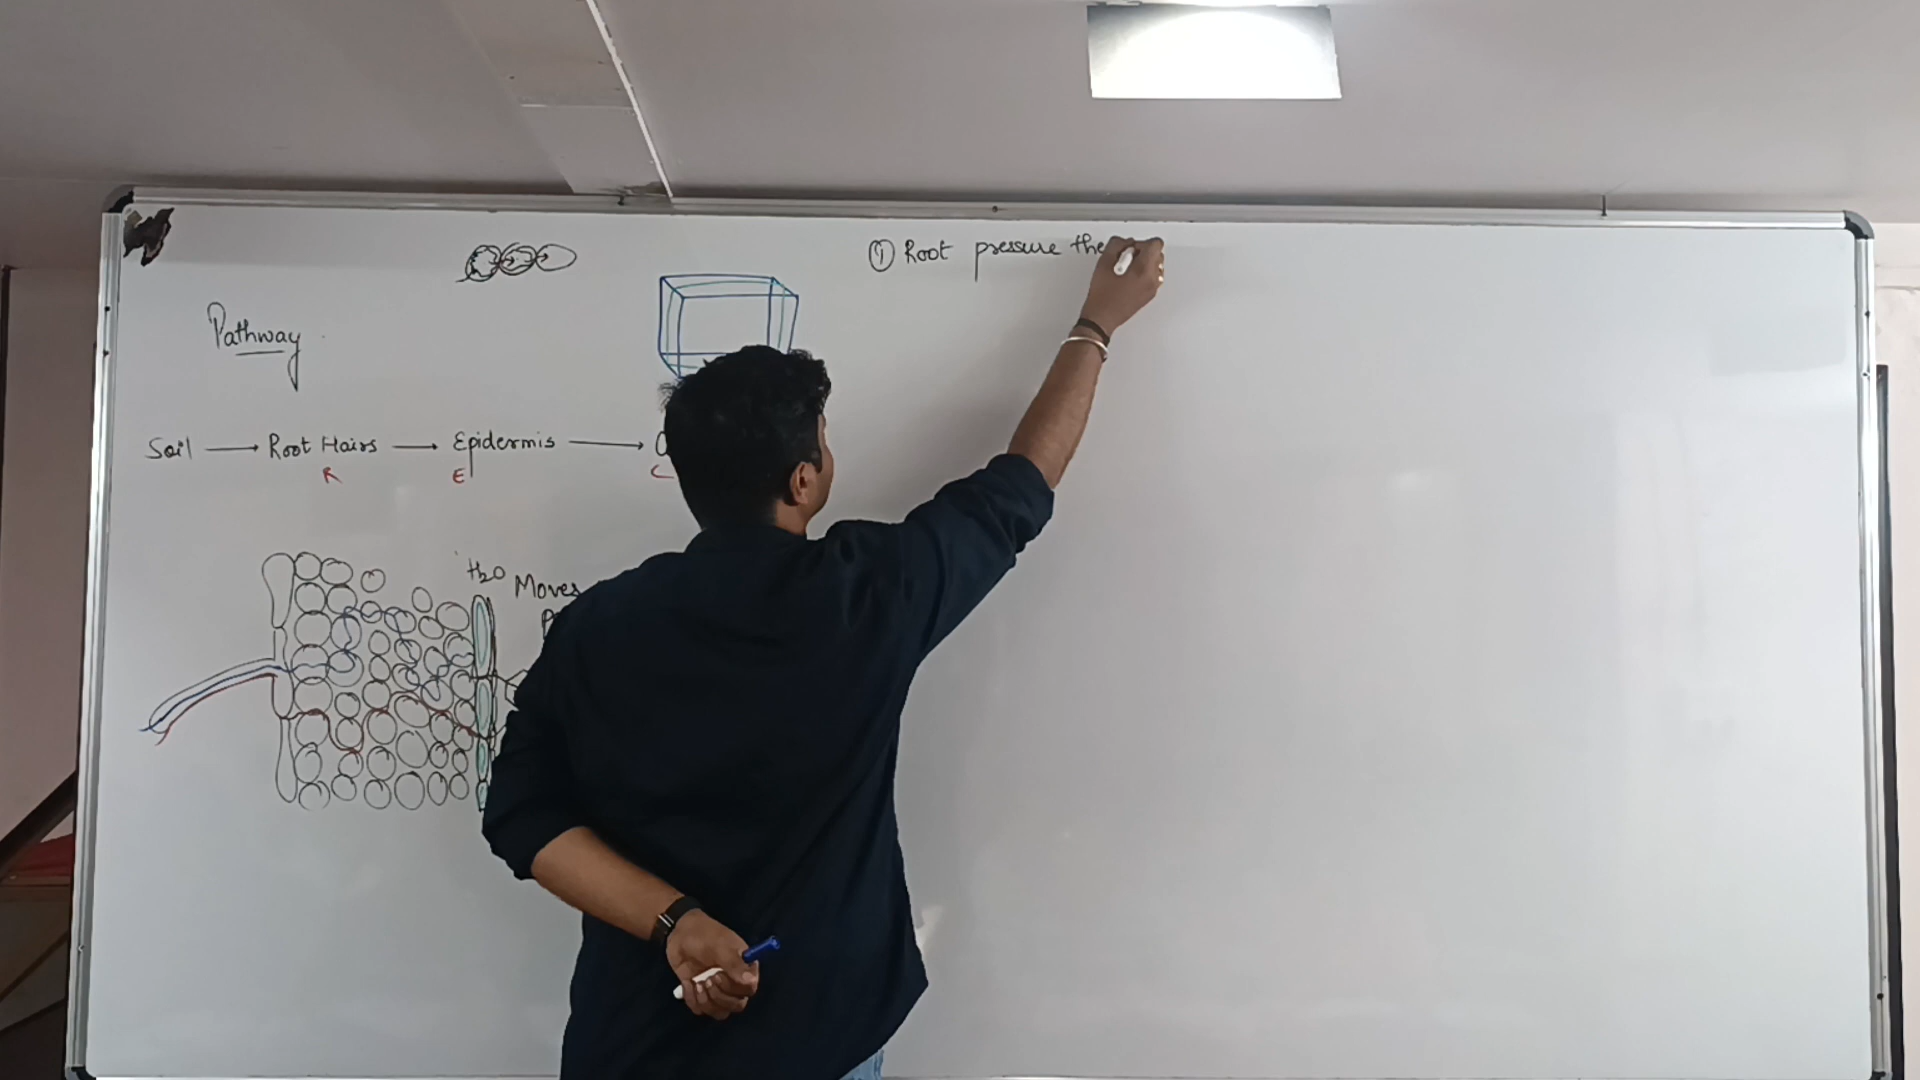 ① Root pressure the
Pathway
Soil → Root Hairs → Epidermis →
R E C
H2O Moves